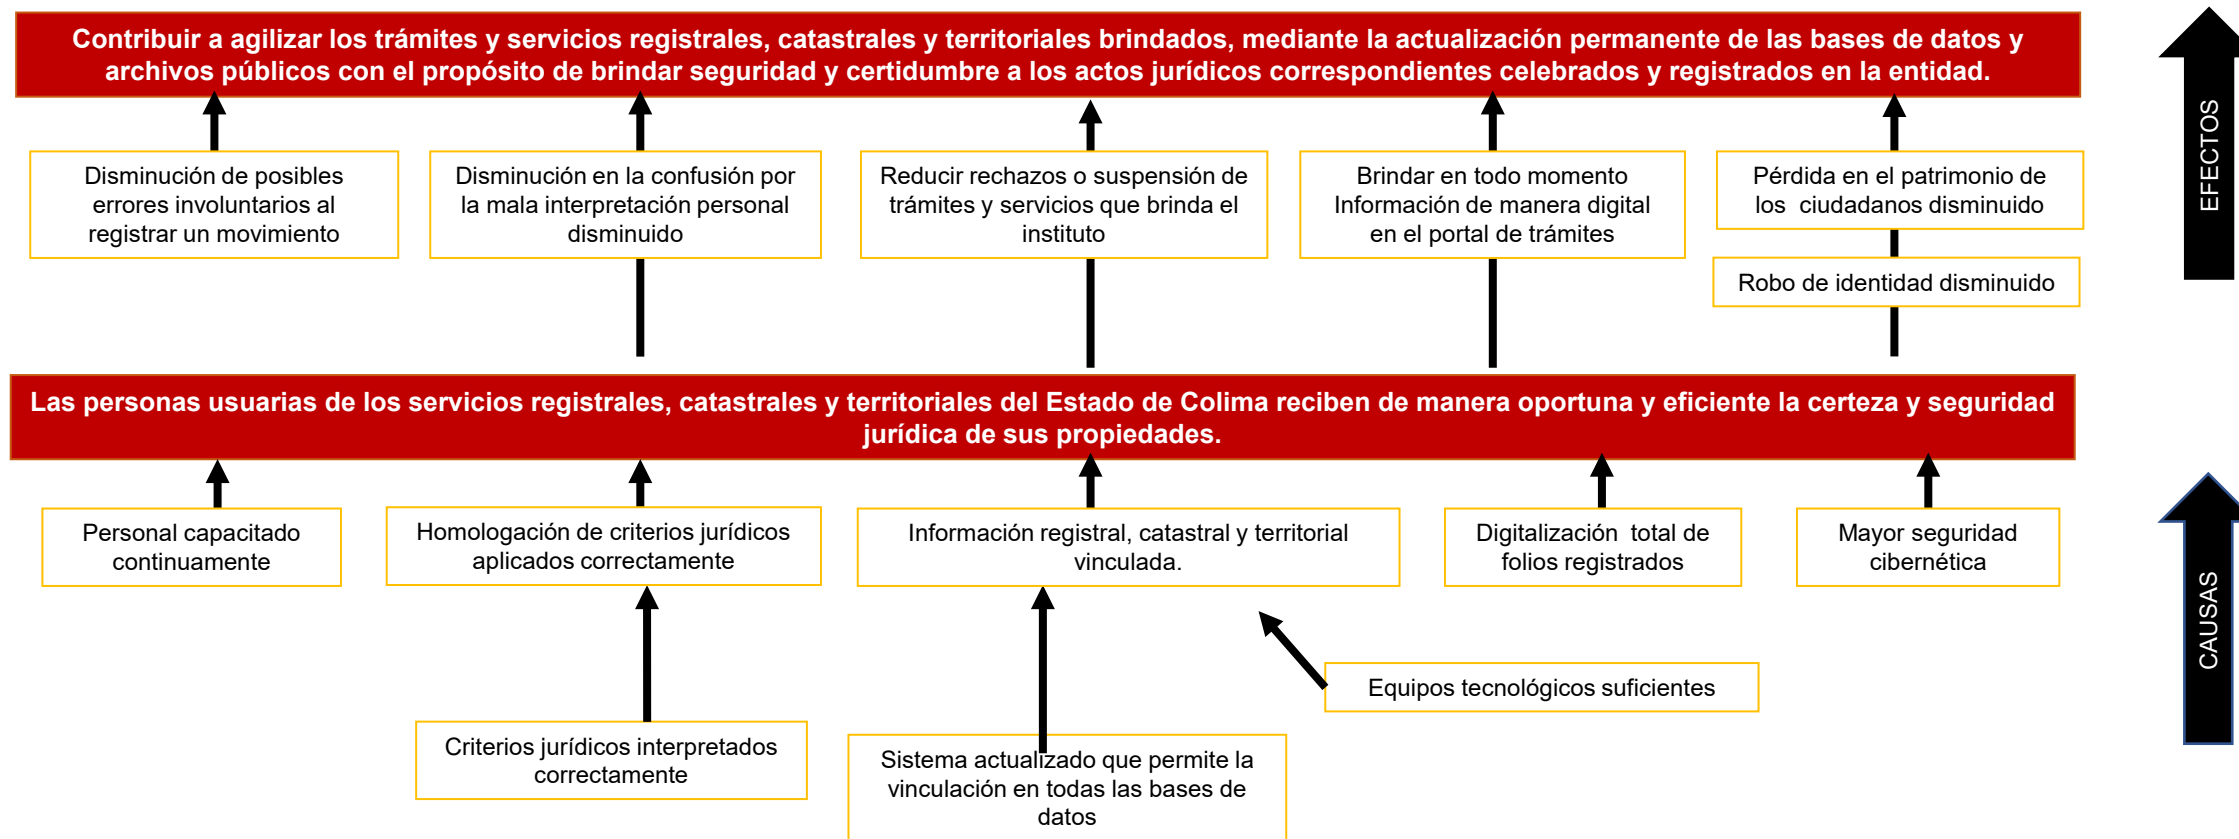 Contribuir a agilizar los trámites y servicios registrales, catastrales y territoriales brindados, mediante la actualización permanente de las bases de datos y
archivos públicos con el propósito de brindar seguridad y certidumbre a los actos jurídicos correspondientes celebrados y registrados en la entidad.
EFECTOS
Disminución de posibles
errores involuntarios al
registrar un movimiento
Disminución en la confusión por
la mala interpretación personal
disminuido
Reducir rechazos o suspensión de
trámites y servicios que brinda el
instituto
Brindar en todo momento
Información de manera digital
en el portal de trámites
Pérdida en el patrimonio de
los ciudadanos disminuido
Robo de identidad disminuido
Las personas usuarias de los servicios registrales, catastrales y territoriales del Estado de Colima reciben de manera oportuna y eficiente la certeza y seguridad
jurídica de sus propiedades.
CAUSAS
Personal capacitado
continuamente
Homologación de criterios jurídicos
aplicados correctamente
Información registral, catastral y territorial
vinculada.
Digitalización total de
folios registrados
Mayor seguridad
cibernética
Equipos tecnológicos suficientes
Criterios jurídicos interpretados
correctamente
Sistema actualizado que permite la
vinculación en todas las bases de
datos